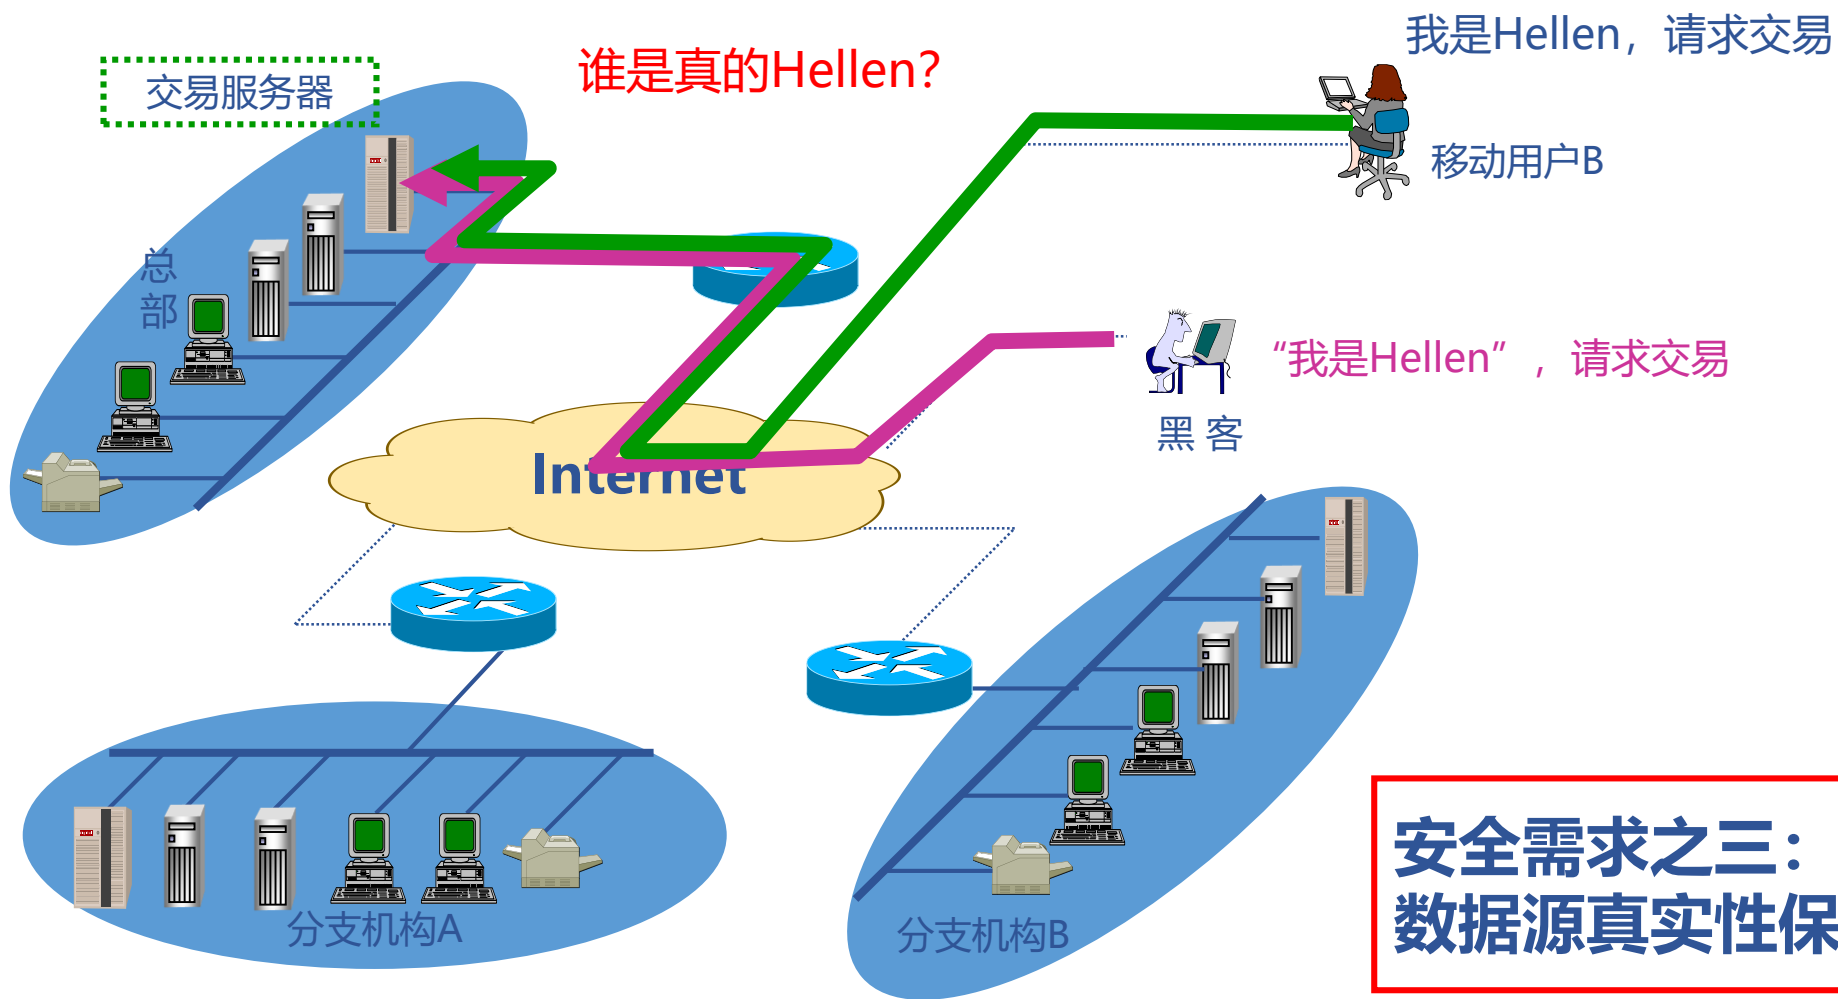 我是Hellen，请求交易
谁是真的Hellen？
交易服务器
移动用户B
总
部
“我是Hellen”，请求交易
黑 客
Internet
分支机构A
分支机构B
安全需求之三：
数据源真实性保